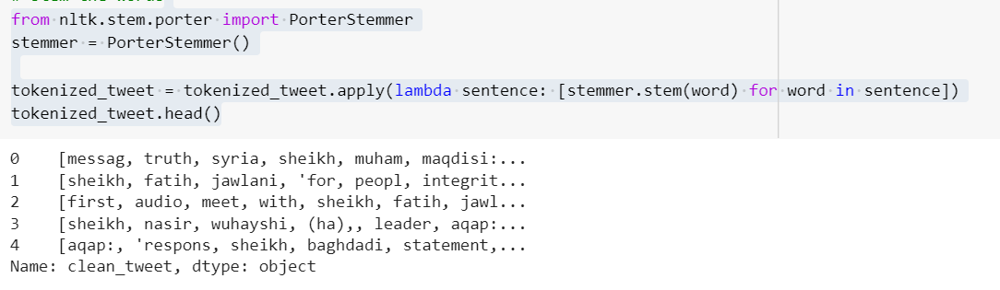 from nltk.stem.porter import PorterStemmer
stemmer = PorterStemmer()
tokenized_tweet = tokenized_tweet.apply(lambda sentence: [stemmer.stem(word) for word in sentence])
tokenized_tweet.head()
0    [messag, truth, syria, sheikh, muham, maqdisi:...
1    [sheikh, fatih, jawlani, 'for, peopl, integrit...
2    [first, audio, meet, with, sheikh, fatih, jawl...
3    [sheikh, nasir, wuhayshi, (ha),, leader, aqap:...
4    [aqap:, 'respons, sheikh, baghdadi, statement,...
Name: clean_tweet, dtype: object